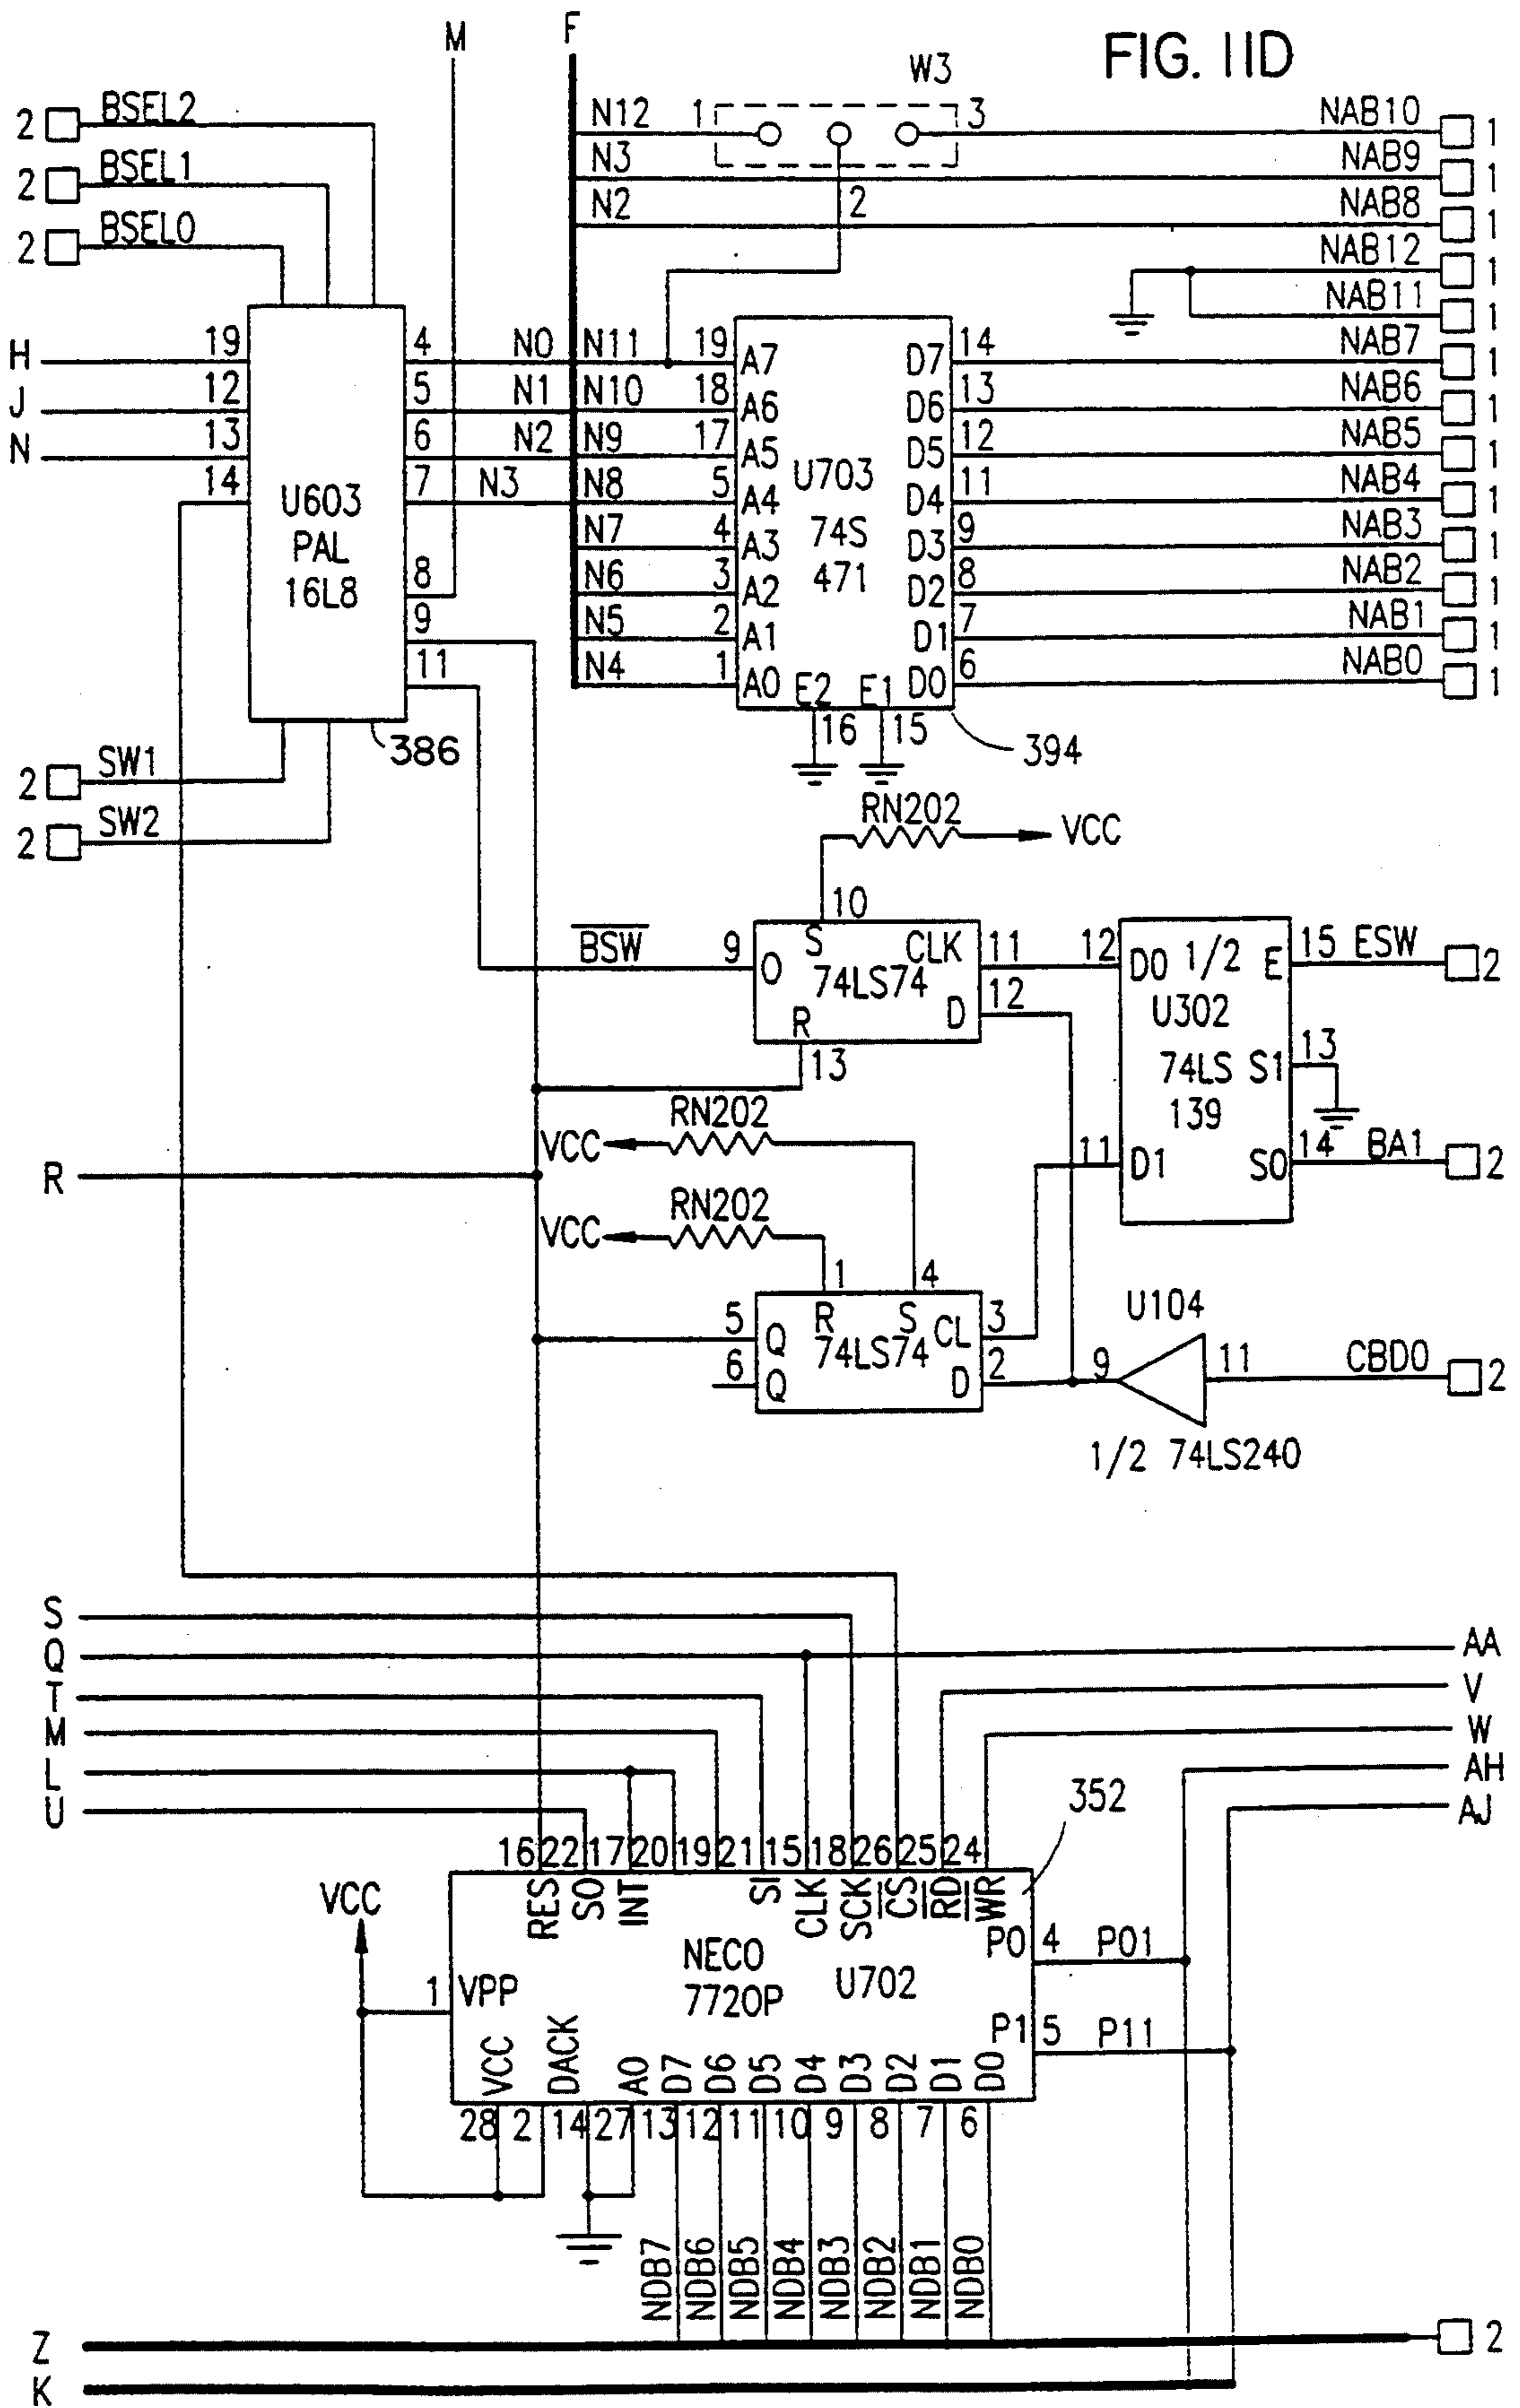 FIG. 11D
M
F
W3
2 BSEL2
2 BSEL1
2 BSEL0
N12 1 3 NAB10 1
N3 NAB9 1
N2 2 NAB8 1
NAB12 1
NAB11 1
H 19 4 N0 N11 19 A7 D7 14 NAB7 1
J 12 5 N1 N10 18 A6 D6 13 NAB6 1
N 13 6 N2 N9 17 A5 D5 12 NAB5 1
14 7 N3 N8 5 A4 D4 11 NAB4 1
N7 4 A3 D3 9 NAB3 1
8 N6 3 A2 D2 8 NAB2 1
9 N5 2 A1 D1 7 NAB1 1
11 N4 1 A0 D0 6 NAB0 1
U603
PAL
16L8
U703
74S
471
E2 E1
16 15
386
394
2 SW1
2 SW2
RN202
VCC
10
BSW 9 O S CLK 11
74LS74
R D 12
13
12 D0 1/2 E 15 ESW 2
U302
74LS S1 13
139
11 D1 S0 14 BA1 2
RN202
VCC
R
RN202
VCC
1 4
5 Q R S CL 3
74LS74
6 Q D 2
U104
9 11 CBD0 2
1/2 74LS240
S
Q AA
T V
M W
L AH
U AJ
352
16 22 17 20 19 21 15 18 26 25 24
RES SO INT SI CLK SCK CS RD WR
VCC
NECO
7720P
U702
P0 4 P01
1 VPP
P1 5 P11
VCC DACK A0 D7 D6 D5 D4 D3 D2 D1 D0
28 2 14 27 13 12 11 10 9 8 7 6
NDB7 NDB6 NDB5 NDB4 NDB3 NDB2 NDB1 NDB0
Z 2
K